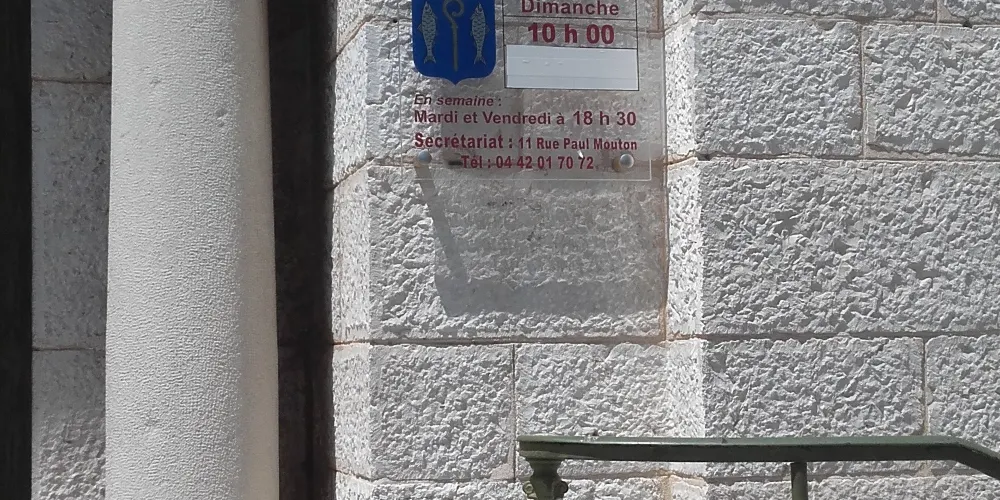 Dimanche
10 h 00
En semaine :
Mardi et Vendredi à 18 h 30
Secrétariat : 11 Rue Paul Mouton
Tél : 04 42 01 70 72